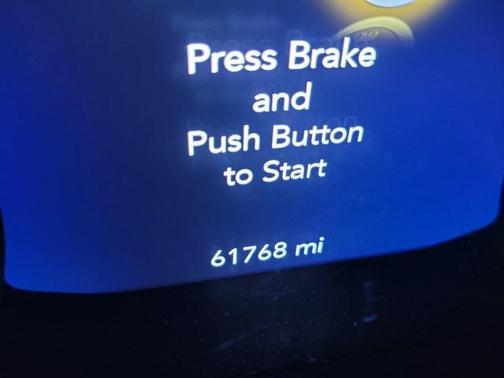 Press Brake
and
Push Button
to Start
61768 mi